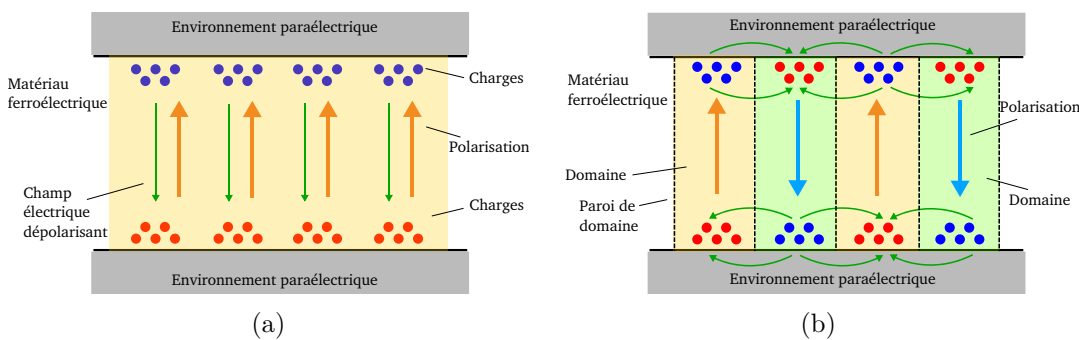 Environnement paraélectrique
Matériau
ferroélectrique
Charges
Polarisation
Champ
électrique
dépolarisant
Charges
Environnement paraélectrique
(a)
Environnement paraélectrique
Matériau
ferroélectrique
Polarisation
Domaine
Domaine
Paroi de
domaine
Environnement paraélectrique
(b)